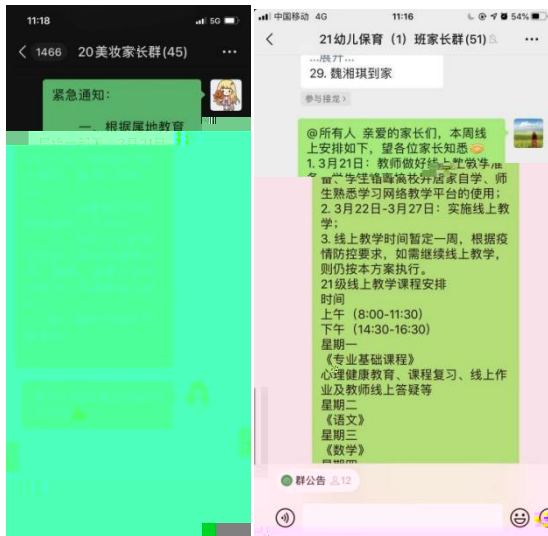 11:18
5G
1466
20美妆家长群(45)
紧急通知：
一、根据属地教育
中国移动 4G
11:16
54%
21幼儿保育（1）班家长群(51)
...展开...
29. 魏湘琪到家
参与接龙>
@所有人 亲爱的家长们，本周线
上安排如下，望各位家长知悉
1. 3月21日：教师做好线上教学准
生熟悉学习网络教学平台的使用；
2. 3月22日-3月27日：实施线上教
学；
3. 线上教学时间暂定一周，根据疫
情防控要求，如需继续线上教学，
则仍按本方案执行。
21级线上教学课程安排
时间
上午（8:00-11:30）
下午（14:30-16:30）
星期一
《专业基础课程》
心理健康教育、课程复习、线上作
业及教师线上答疑等
星期二
《语文》
星期三
《数学》
群公告
12